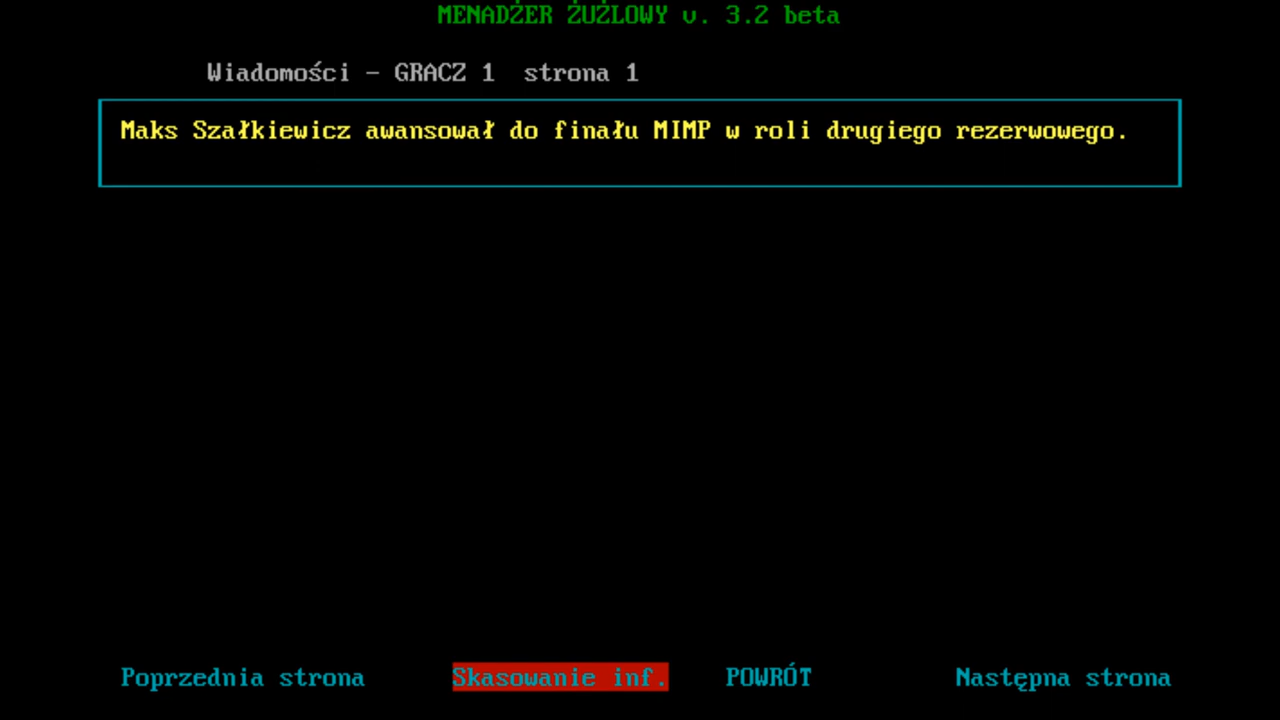 MENADŻER ŻUŻLOWY v. 3.2 beta
Wiadomości - GRACZ 1 strona 1
Maks Szałkiewicz awansował do finału MIMP w roli drugiego rezerwowego.
Poprzednia strona Skasowanie inf. POWRÓT Następna strona